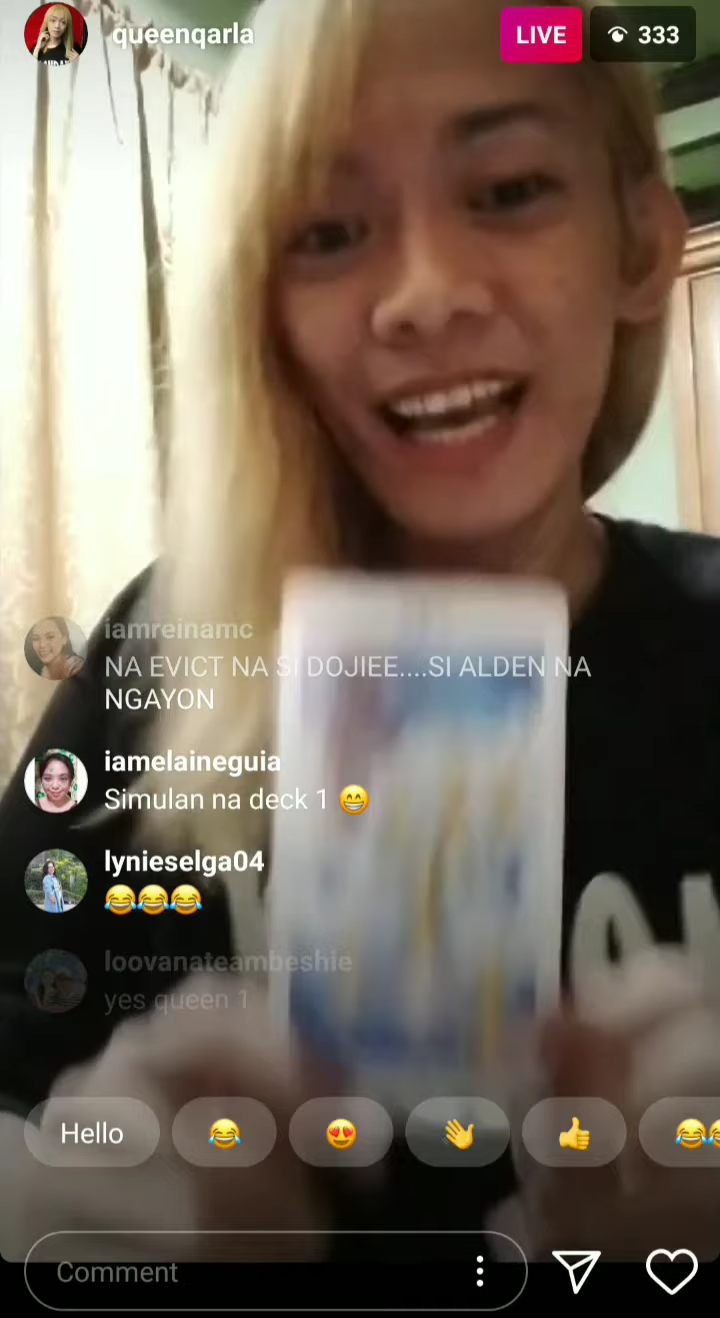 queenqarla
LIVE
333
iamreinamc
NA EVICT NA SI DOJIEE....SI ALDEN NA
NGAYON
iamelaineguia
Simulan na deck 1 😁
lynieselga04
😂😂😂
loovanateambeshie
yes queen 1
Hello
Comment